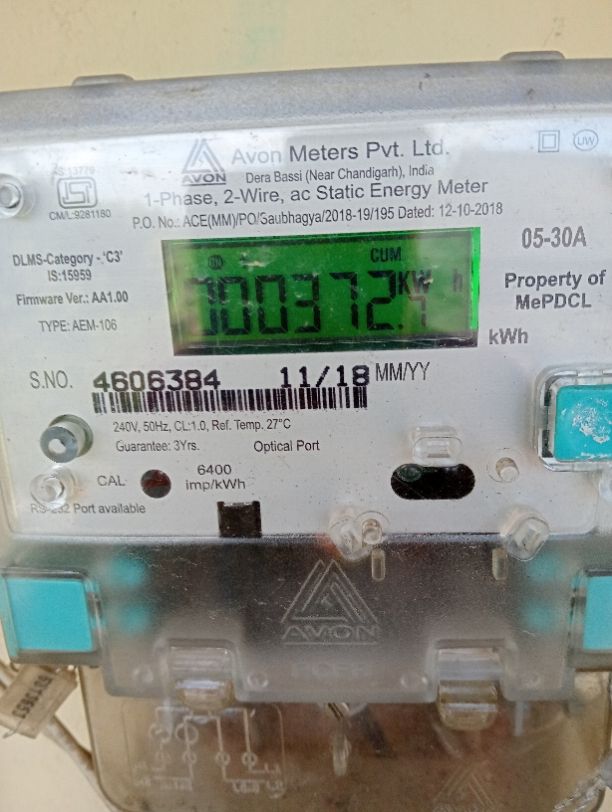 Avon Meters Pvt. Ltd.
AVON
Dera Bassi (Near Chandigarh), India
UW
IS:13779
CM/L:9281180
1-Phase, 2-Wire, ac Static Energy Meter
P.O. No.: ACE(MM)/PO/Saubhagya/2018-19/195 Dated: 12-10-2018
DLMS-Category -'C3'
IS:15959
Firmware Ver.: AA1.00
TYPE: AEM-106
CUM
KW h
05-30A
Property of
MePDCL
kWh
S.NO. 4606384 11/18 MM/YY
240V, 50Hz, CL:1.0, Ref. Temp. 27°C
Guarantee: 3Yrs. Optical Port
CAL
6400
imp/kWh
RS-232 Port available
AVON